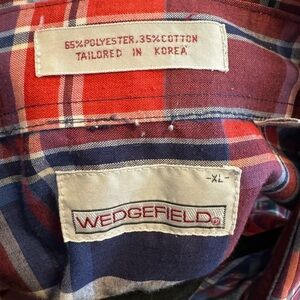 65% POLYESTER, 35% COTTON
TAILORED IN KOREA
-XL-
WEDGEFIELD®